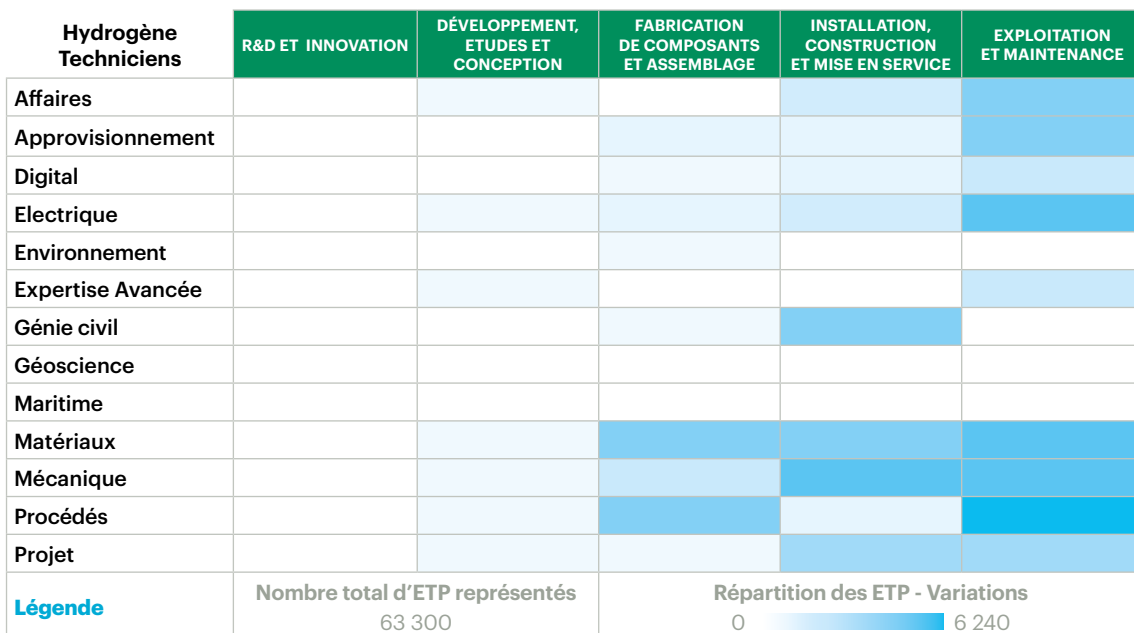 Hydrogène
Techniciens
R&D ET INNOVATION
DÉVELOPPEMENT,
ETUDES ET
CONCEPTION
FABRICATION
DE COMPOSANTS
ET ASSEMBLAGE
INSTALLATION,
CONSTRUCTION
ET MISE EN SERVICE
EXPLOITATION
ET MAINTENANCE
Affaires
Approvisionnement
Digital
Electrique
Environnement
Expertise Avancée
Génie civil
Géoscience
Maritime
Matériaux
Mécanique
Procédés
Projet
Légende
Nombre total d'ETP représentés
63 300
Répartition des ETP - Variations
0 6 240